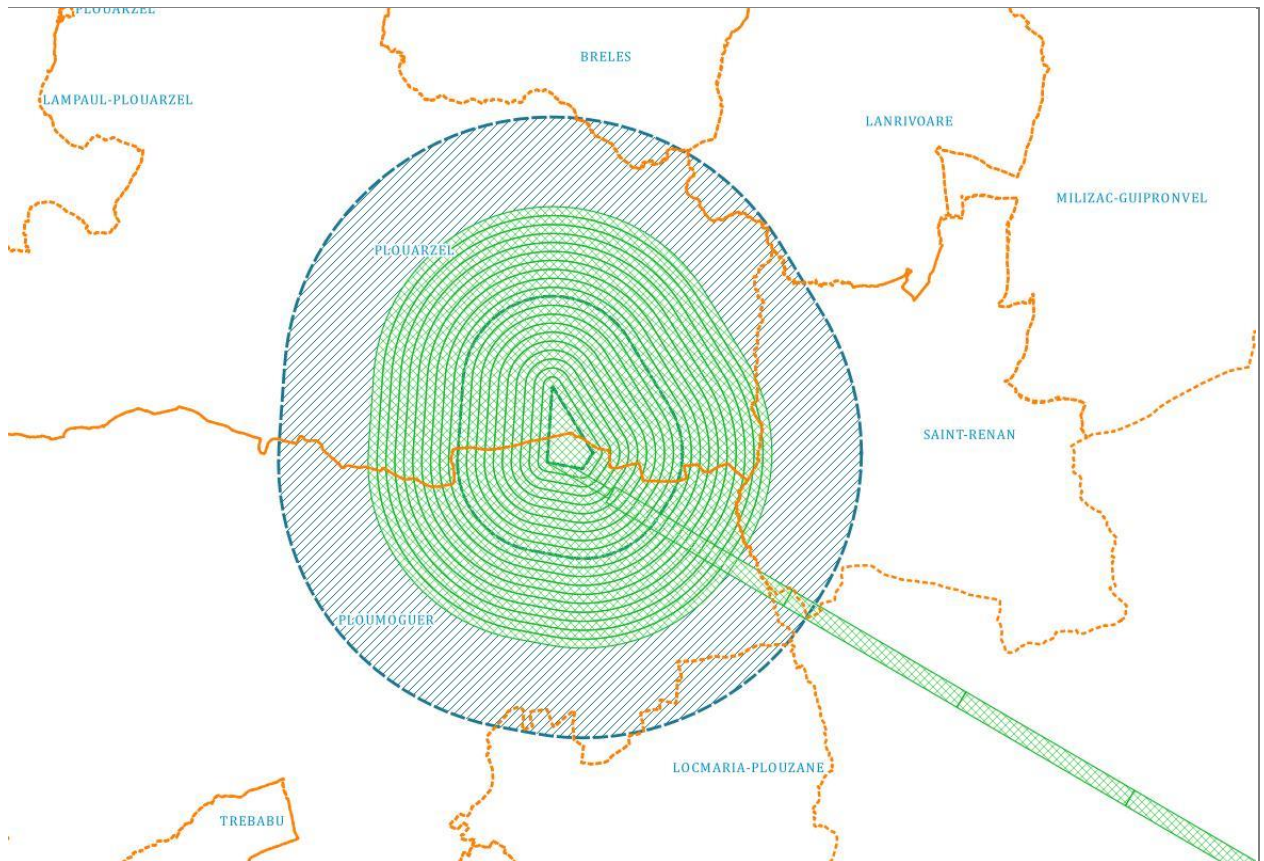 PLOUARZEL
BRELES
LAMPAUL-PLOUARZEL
LANRIVOARE
MILIZAC-GUIPRONVEL
PLOUARZEL
SAINT-RENAN
PLOUMOGUER
LOCMARIA-PLOUZANE
TREBABU